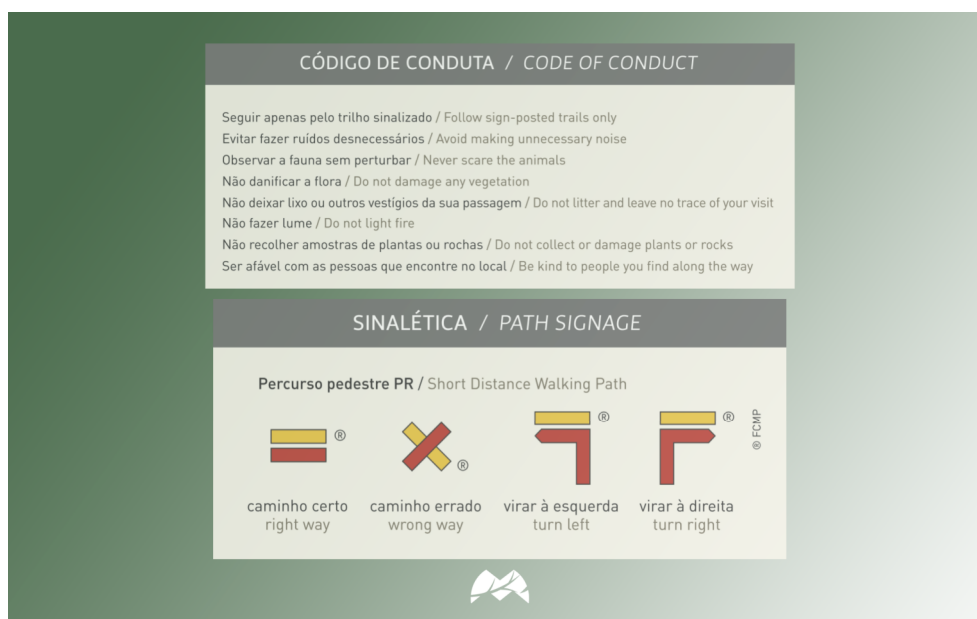 CÓDIGO DE CONDUTA / CODE OF CONDUCT
Seguir apenas pelo trilho sinalizado / Follow sign-posted trails only
Evitar fazer ruídos desnecessários / Avoid making unnecessary noise
Observar a fauna sem perturbar / Never scare the animals
Não danificar a flora / Do not damage any vegetation
Não deixar lixo ou outros vestígios da sua passagem / Do not litter and leave no trace of your visit
Não fazer lume / Do not light fire
Não recolher amostras de plantas ou rochas / Do not collect or damage plants or rocks
Ser afável com as pessoas que encontre no local / Be kind to people you find along the way
SINALÉTICA / PATH SIGNAGE
Percurso pedestre PR / Short Distance Walking Path
® ® ® ® ® FCMP
caminho certo caminho errado virar à esquerda virar à direita
right way wrong way turn left turn right